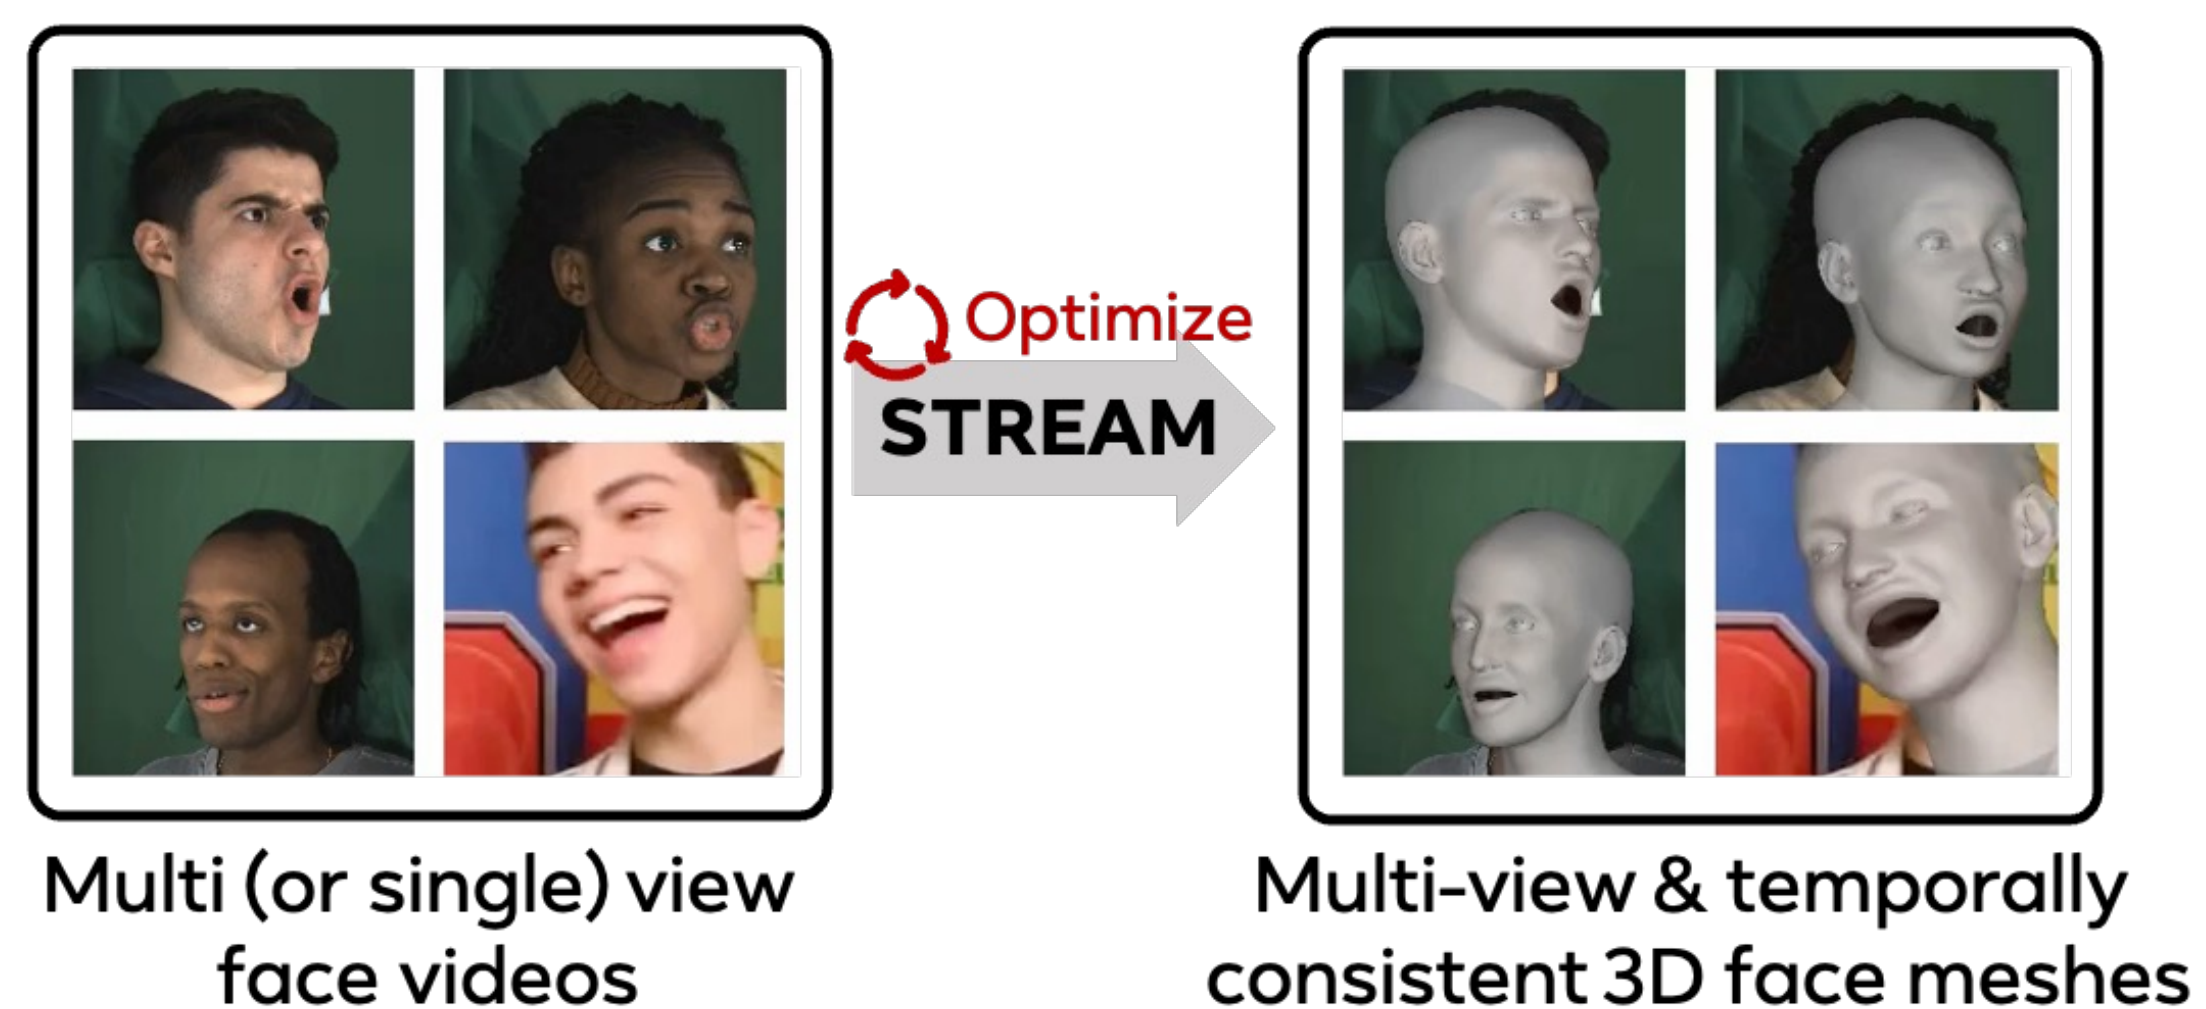 Optimize
STREAM
Multi (or single) view
face videos
Multi-view & temporally
consistent 3D face meshes